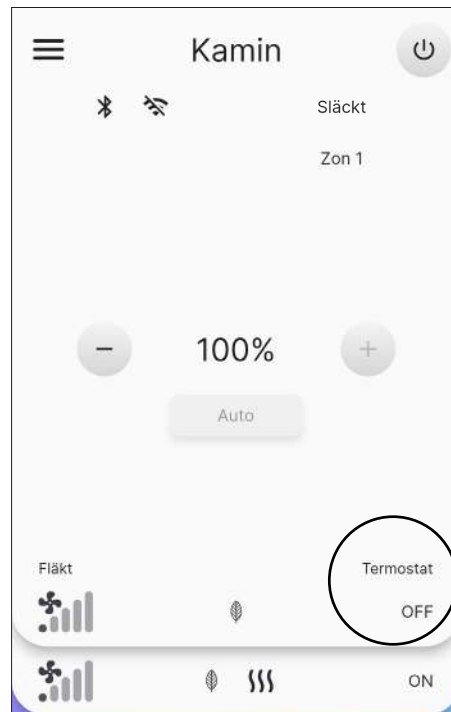 Kamin
Släckt
Zon 1
100%
Auto
Fläkt
Termostat
OFF
ON